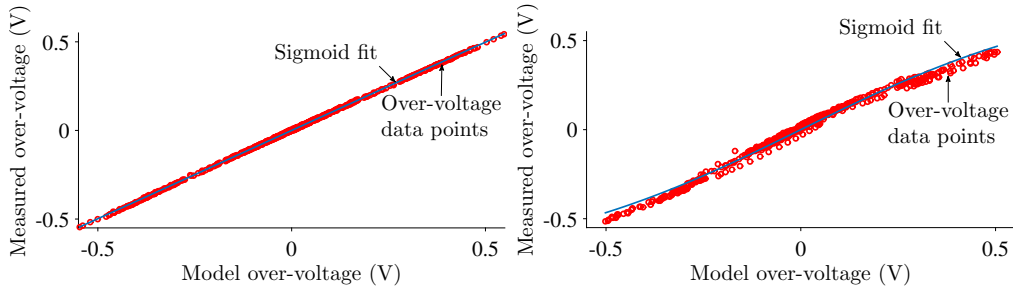 Measured over-voltage (V)
0.5
0
-0.5
Sigmoid fit
Over-voltage
data points
-0.5
0
0.5
Model over-voltage (V)
Measured over-voltage (V)
0.5
0
-0.5
Sigmoid fit
Over-voltage
data points
-0.5
0
0.5
Model over-voltage (V)